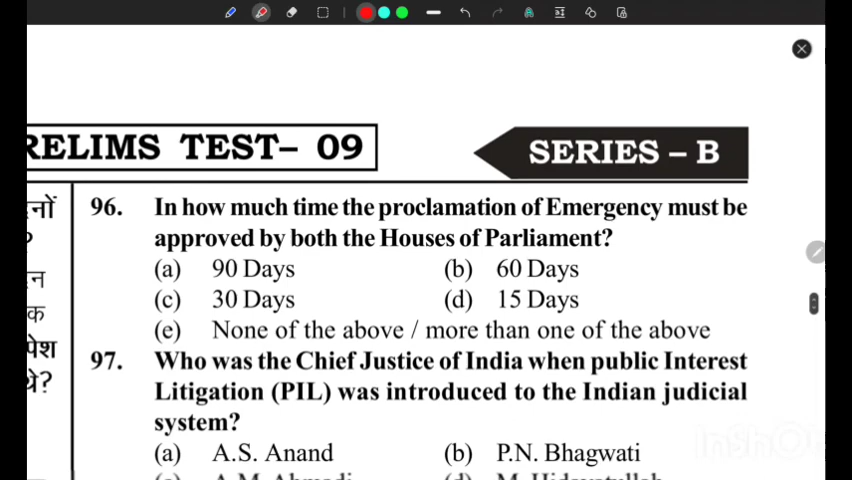 RELIMS TEST– 09
SERIES – B
नों
?
न
क
पेश
थे?
96. In how much time the proclamation of Emergency must be
approved by both the Houses of Parliament?
(a) 90 Days (b) 60 Days
(c) 30 Days (d) 15 Days
(e) None of the above / more than one of the above
97. Who was the Chief Justice of India when public Interest
Litigation (PIL) was introduced to the Indian judicial
system?
(a) A.S. Anand (b) P.N. Bhagwati
(c) A.M. Ahmadi (d) M. Hidayatullah
InShOt